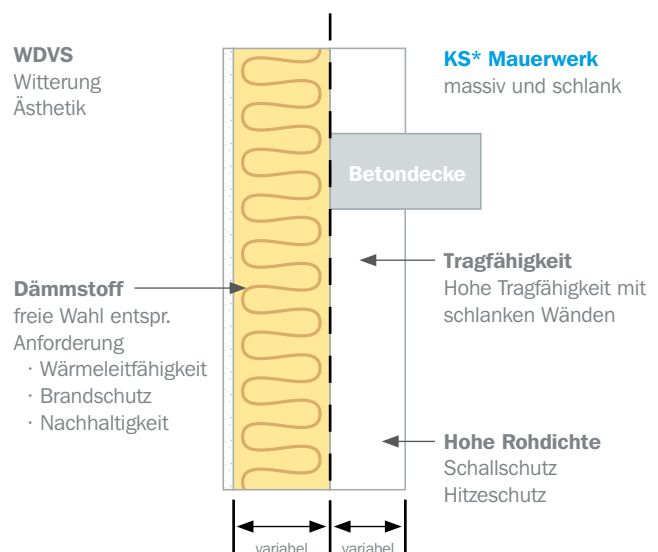 WDVS
Witterung
Ästhetik
KS* Mauerwerk
massiv und schlank
Betondecke
Dämmstoff
freie Wahl entspr.
Anforderung
· Wärmeleitfähigkeit
· Brandschutz
· Nachhaltigkeit
Tragfähigkeit
Hohe Tragfähigkeit mit
schlanken Wänden
Hohe Rohdichte
Schallschutz
Hitzeschutz
variabel
variabel